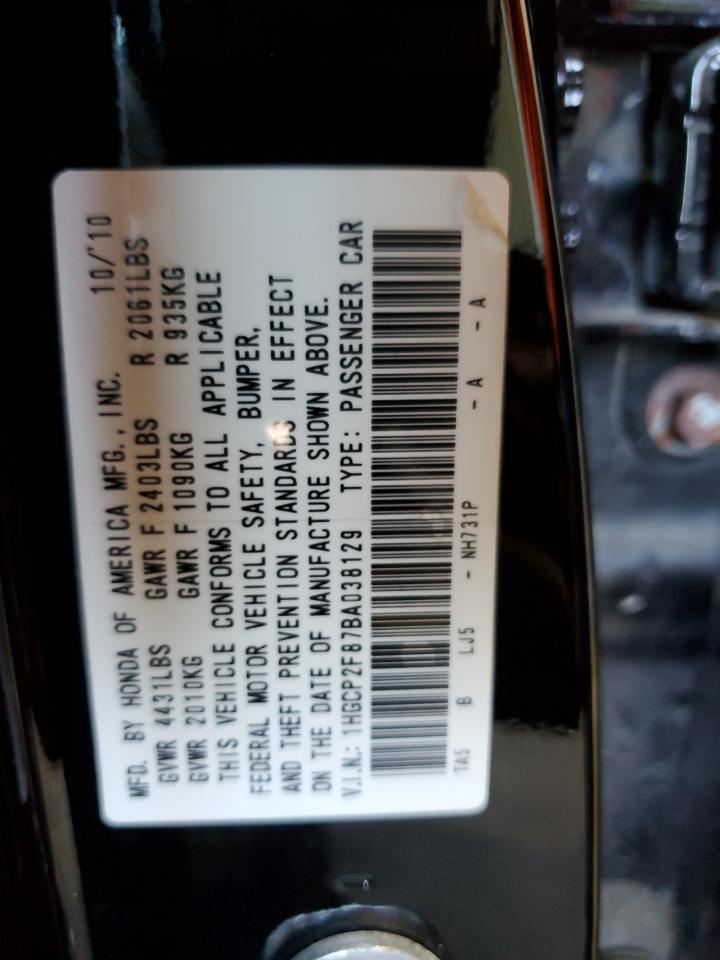 MFD. BY HONDA OF AMERICA MFG., INC. 10/'10
GVWR 4431LBS GAWR F 2403LBS R 2061LBS
GVWR 2010KG GAWR F 1090KG R 935KG
THIS VEHICLE CONFORMS TO ALL APPLICABLE
FEDERAL MOTOR VEHICLE SAFETY, BUMPER,
AND THEFT PREVENTION STANDARDS IN EFFECT
ON THE DATE OF MANUFACTURE SHOWN ABOVE.
V.I.N.: 1HGCP2F87BA038129 TYPE: PASSENGER CAR
TA5 B LJ5 - NH731P - A - A